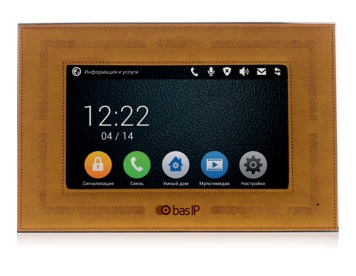 Информация и услуги
12:22
04 / 14
Сигнализация Связь Умный дом Мультимедиа Настройки
bas IP